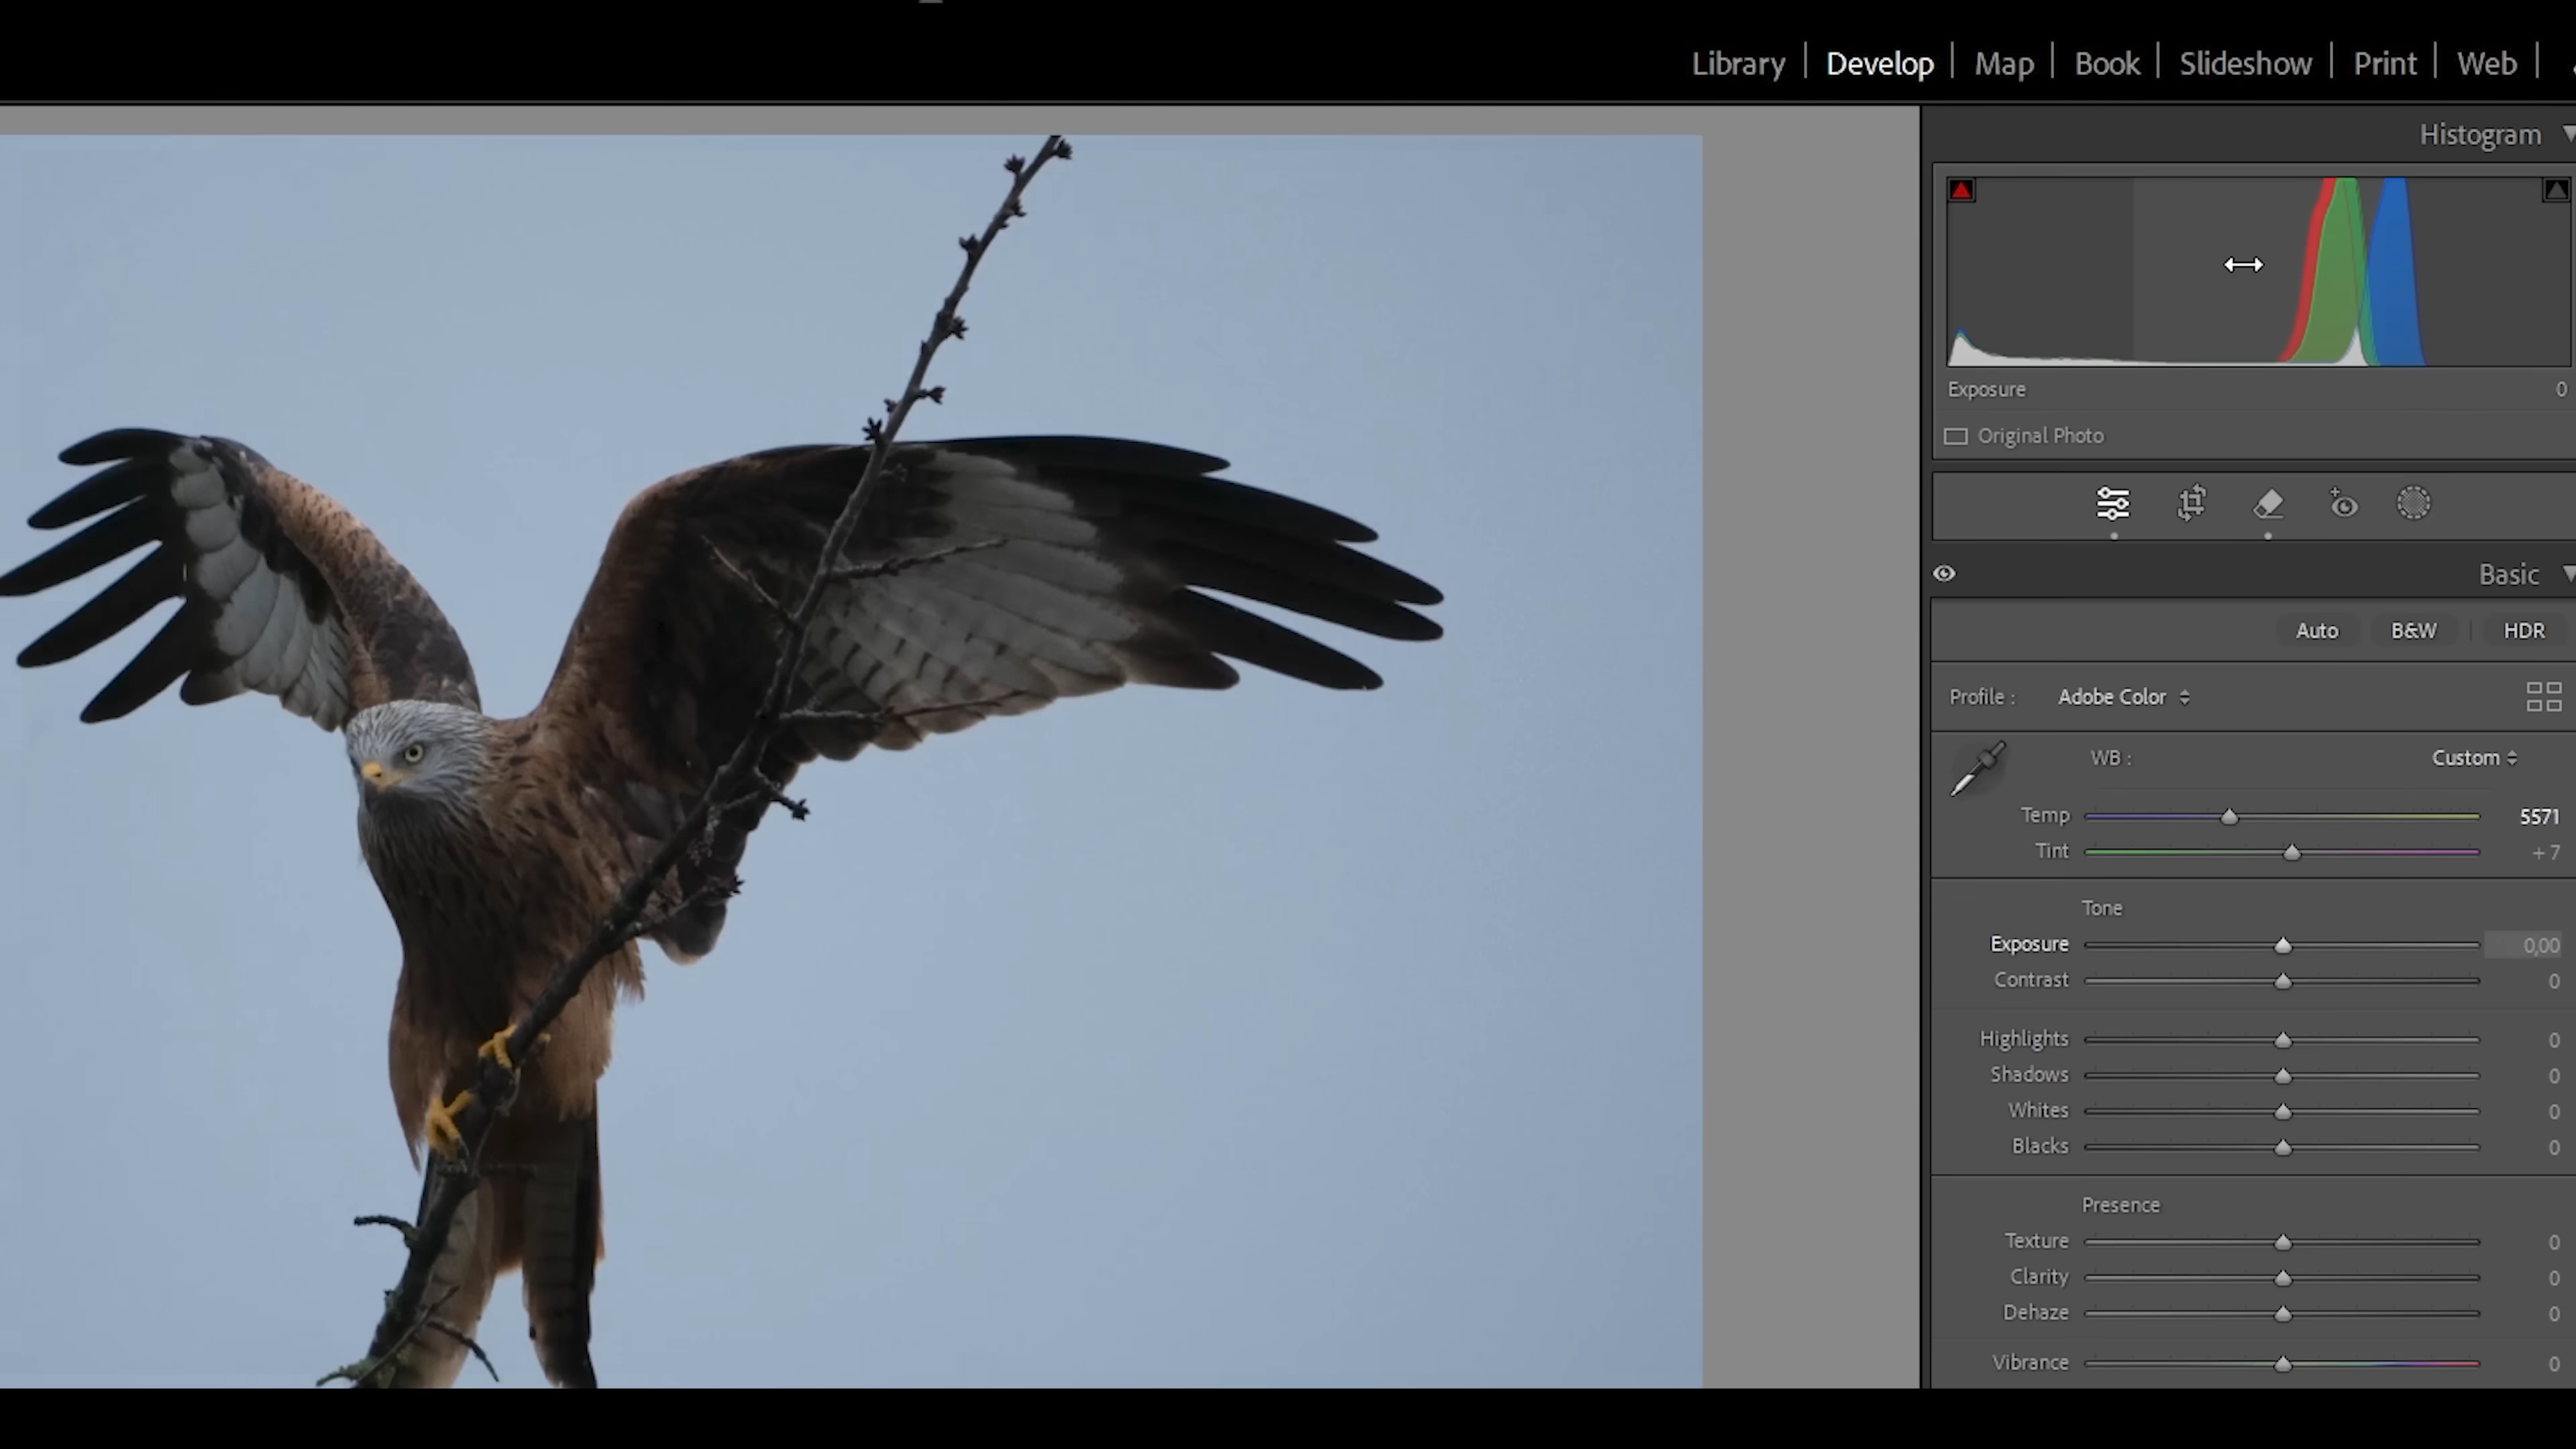 Library | Develop | Map | Book | Slideshow | Print | Web |
Histogram
Exposure 0
Original Photo
Basic
Auto B&W | HDR
Profile : Adobe Color
WB : Custom
Temp 5571
Tint + 7
Tone
Exposure 0,00
Contrast 0
Highlights 0
Shadows 0
Whites 0
Blacks 0
Presence
Texture 0
Clarity 0
Dehaze 0
Vibrance 0